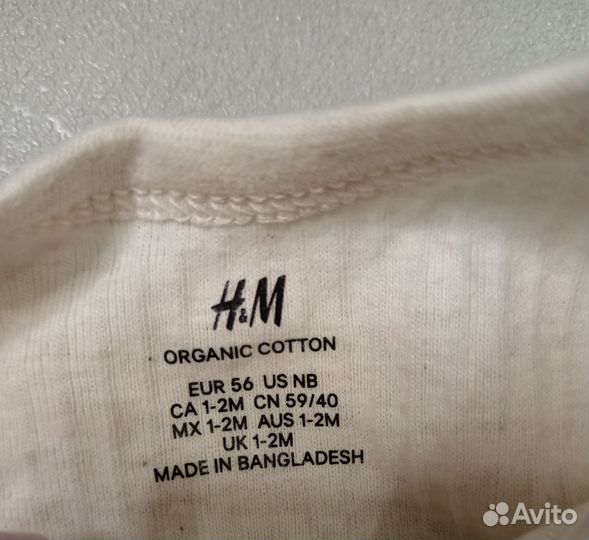 H&M
ORGANIC COTTON
EUR 56 US NB
CA 1-2M CN 59/40
MX 1-2M AUS 1-2M
UK 1-2M
MADE IN BANGLADESH
Avito